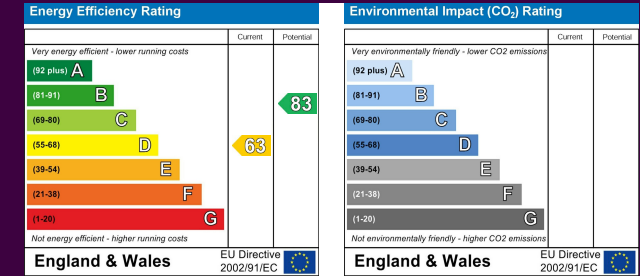 Energy Efficiency Rating
Current Potential
Very energy efficient - lower running costs
(92 plus) A
(81-91) B
83
(69-80) C
(55-68) D
63
(39-54) E
(21-38) F
(1-20) G
Not energy efficient - higher running costs
England & Wales
EU Directive
2002/91/EC
Environmental Impact (CO₂) Rating
Current Potential
Very environmentally friendly - lower CO2 emissions
(92 plus) A
(81-91) B
(69-80) C
(55-68) D
(39-54) E
(21-38) F
(1-20) G
Not environmentally friendly - higher CO2 emissions
England & Wales
EU Directive
2002/91/EC